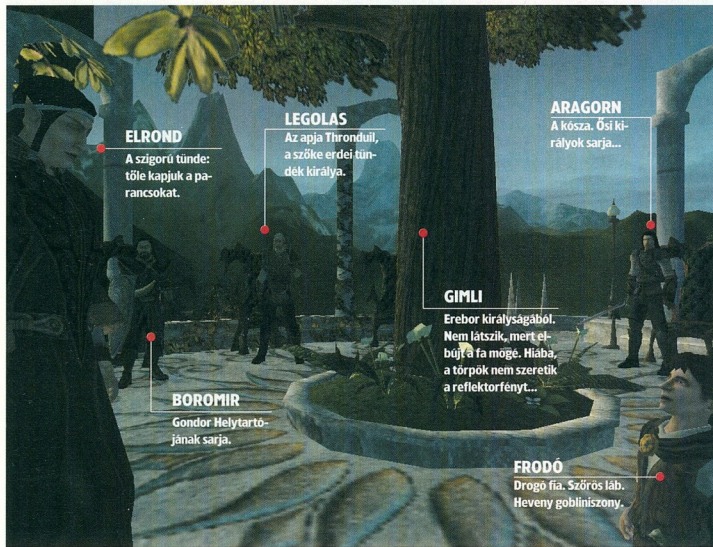 ELROND
A szigorú tünde:
tőle kapjuk a pa-
rancsokat.
LEGOLAS
Az apja Thronduil,
a szőke erdei tün-
dék királya.
ARAGORN
A kósza. Ősi ki-
rályok sarja...
GIMLI
Erebor királyságából.
Nem látszik, mert el-
bújt a fa mögé. Hiába,
a törpök nem szeretik
a reflektorfényt...
BOROMIR
Gondor Helytartó-
jának sarja.
FRODÓ
Drogó fia. Szőrös láb.
Heveny gobliniszony.